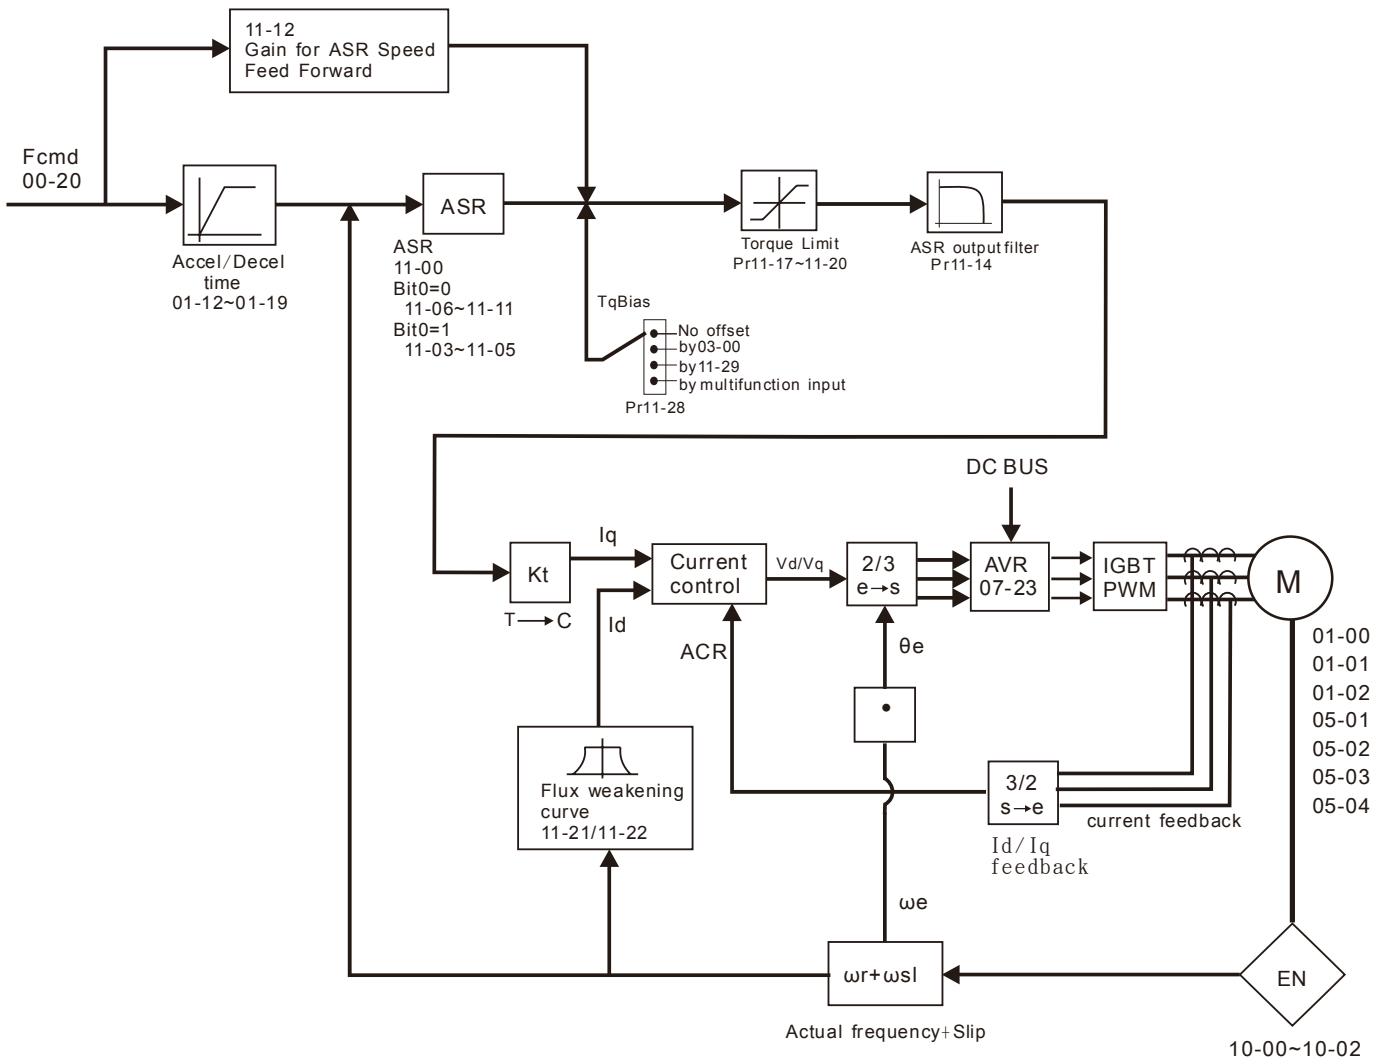 11-12
Gain for ASR Speed
Feed Forward
Fcmd
00-20
Accel/Decel
time
01-12~01-19
ASR
ASR
11-00
Bit0=0
11-06~11-11
Bit0=1
11-03~11-05
Torque Limit
Pr11-17~11-20
ASR output filter
Pr11-14
TqBias
No offset
by03-00
by11-29
by multifunction input
Pr11-28
DC BUS
Kt
T→C
Iq
Id
Current
control
ACR
Vd/Vq
2/3
e→s
AVR
07-23
IGBT
PWM
M
θe
01-00
01-01
01-02
05-01
05-02
05-03
05-04
Flux weakening
curve
11-21/11-22
3/2
s→e
current feedback
Id/Iq
feedback
ωe
ωr+ωsl
Actual frequency+Slip
EN
10-00~10-02